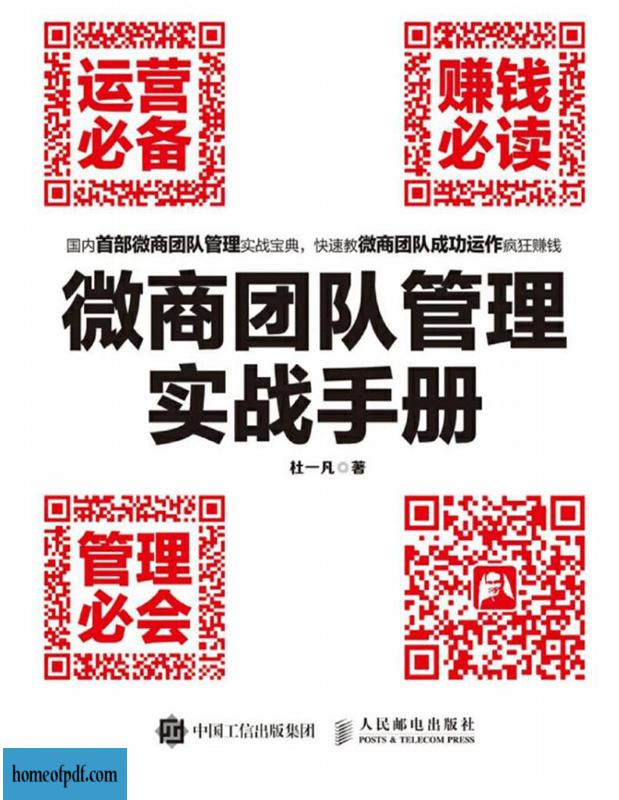 运营
必备
赚钱
必读
国内首部微商团队管理实战宝典，快速教微商团队成功运作疯狂赚钱
微商团队管理
实战手册
杜一凡◎著
管理
必会
中国工信出版集团
人民邮电出版社
POSTS & TELECOM PRESS
homeofpdf.com